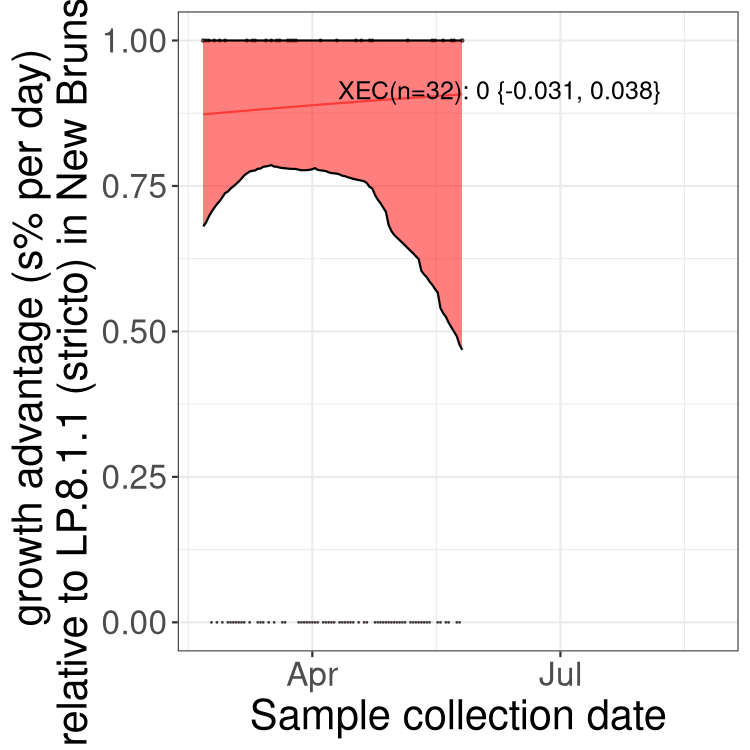 growth advantage (s% per day)
relative to LP.8.1.1 (stricto) in New Bruns
1.00
0.75
0.50
0.25
0.00
XEC(n=32): 0 {-0.031, 0.038}
Apr
Jul
Sample collection date